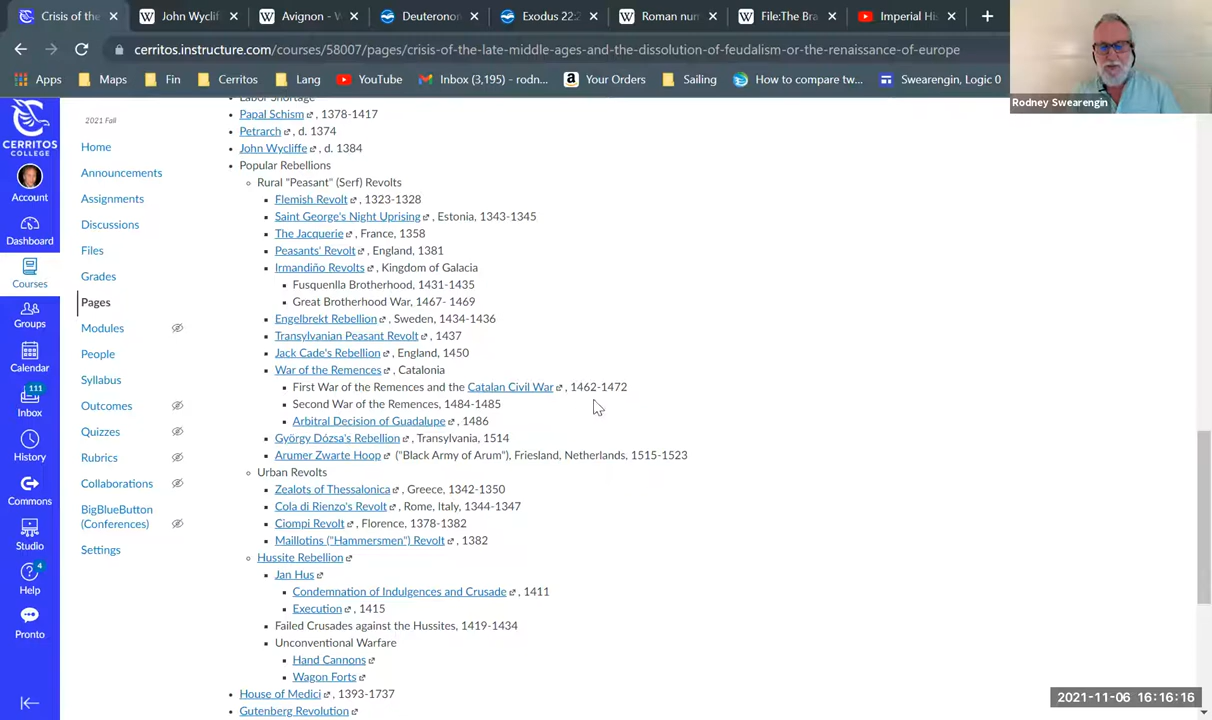 Crisis of the
John Wyclif
Avignon - W
Deuteronom
Exodus 22:2
Roman num
File:The Bra
Imperial His
cerritos.instructure.com/courses/58007/pages/crisis-of-the-late-middle-ages-and-the-dissolution-of-feudalism-or-the-renaissance-of-europe
Apps
Maps
Fin
Cerritos
Lang
YouTube
Inbox (3,195) - rodn...
Your Orders
Sailing
How to compare tw...
Swearengin, Logic 0
Rodney Swearengin
CERRITOS
COLLEGE
Account
Dashboard
Courses
Groups
Calendar
111
Inbox
History
Commons
Studio
4
Help
Pronto
2021 Fall
Home
Announcements
Assignments
Discussions
Files
Grades
Pages
Modules
People
Syllabus
Outcomes
Quizzes
Rubrics
Collaborations
BigBlueButton
(Conferences)
Settings
Labor Shortage
Papal Schism , 1378-1417
Petrarch , d. 1374
John Wycliffe , d. 1384
Popular Rebellions
Rural "Peasant" (Serf) Revolts
Flemish Revolt , 1323-1328
Saint George's Night Uprising , Estonia, 1343-1345
The Jacquerie , France, 1358
Peasants' Revolt , England, 1381
Irmandiño Revolts , Kingdom of Galacia
Fusquenlla Brotherhood, 1431-1435
Great Brotherhood War, 1467- 1469
Engelbrekt Rebellion , Sweden, 1434-1436
Transylvanian Peasant Revolt , 1437
Jack Cade's Rebellion , England, 1450
War of the Remences , Catalonia
First War of the Remences and the Catalan Civil War , 1462-1472
Second War of the Remences, 1484-1485
Arbitral Decision of Guadalupe , 1486
György Dózsa's Rebellion , Transylvania, 1514
Arumer Zwarte Hoop ("Black Army of Arum"), Friesland, Netherlands, 1515-1523
Urban Revolts
Zealots of Thessalonica , Greece, 1342-1350
Cola di Rienzo's Revolt , Rome, Italy, 1344-1347
Ciompi Revolt , Florence, 1378-1382
Maillotins ("Hammersmen") Revolt , 1382
Hussite Rebellion
Jan Hus
Condemnation of Indulgences and Crusade , 1411
Execution , 1415
Failed Crusades against the Hussites, 1419-1434
Unconventional Warfare
Hand Cannons
Wagon Forts
House of Medici , 1393-1737
Gutenberg Revolution
2021-11-06 16:16:16